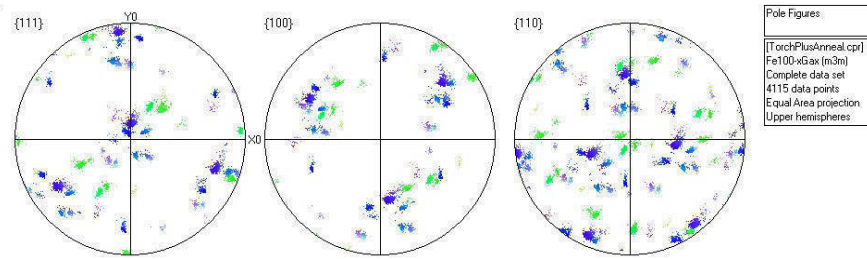 {111}
Y0
X0
{100}
{110}
Pole Figures
[TorchPlusAnneal.cpr]
Fe100-xGax (m3m)
Complete data set
4115 data points
Equal Area projection
Upper hemispheres